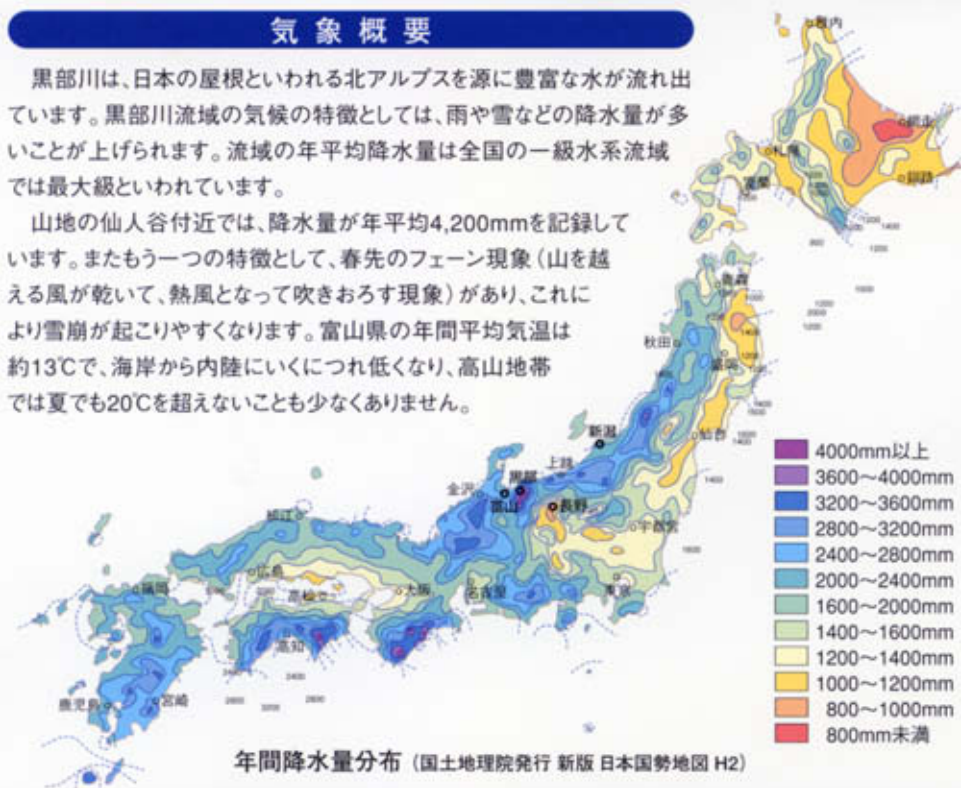 気象概要
黒部川は、日本の屋根といわれる北アルプスを源に豊富な水が流れ出
ています。黒部川流域の気候の特徴としては、雨や雪などの降水量が多
いことが上げられます。流域の年平均降水量は全国の一級水系流域
では最大級といわれています。
山地の仙人谷付近では、降水量が年平均4,200mmを記録して
います。またもう一つの特徴として、春先のフェーン現象（山を越
える風が乾いて、熱風となって吹きおろす現象）があり、これに
より雪崩が起こりやすくなります。富山県の年間平均気温は
約13℃で、海岸から内陸にいくにつれ低くなり、高山地帯
では夏でも20℃を超えないことも少なくありません。
稚内
網走
札幌
釧路
室蘭
青森
秋田
盛岡
仙台
新潟
上越
黒部
金沢
富山
長野
宇都宮
松江
広島
福岡
高松
大阪
名古屋
東京
高知
鹿児島
宮崎
2400
2800
3200
2800
4000mm以上
3600～4000mm
3200～3600mm
2800～3200mm
2400～2800mm
2000～2400mm
1600～2000mm
1400～1600mm
1200～1400mm
1000～1200mm
800～1000mm
800mm未満
年間降水量分布（国土地理院発行 新版 日本国勢地図 H2）